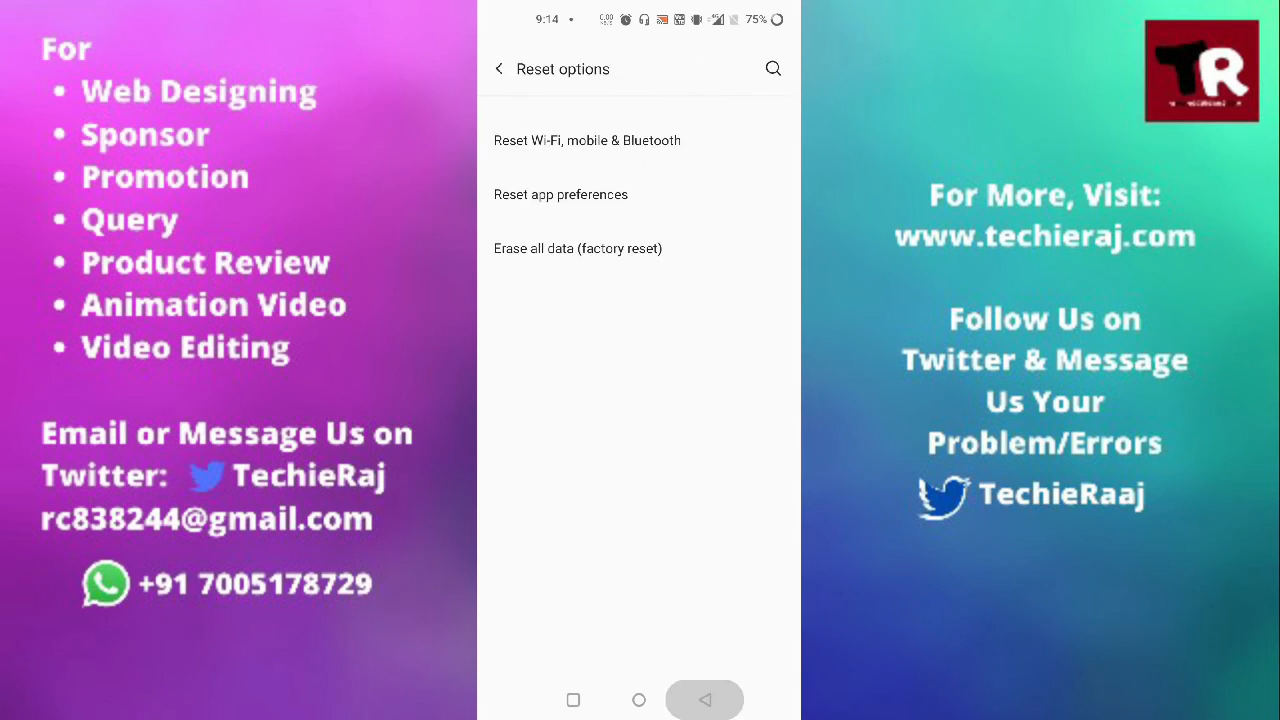 For
• Web Designing
• Sponsor
• Promotion
• Query
• Product Review
• Animation Video
• Video Editing
Email or Message Us on
Twitter: TechieRaj
rc838244@gmail.com
+91 7005178729
9:14 • 75%
Reset options
Reset Wi-Fi, mobile & Bluetooth
Reset app preferences
Erase all data (factory reset)
TR
For More, Visit:
www.techieraj.com
Follow Us on
Twitter & Message
Us Your
Problem/Errors
TechieRaaj